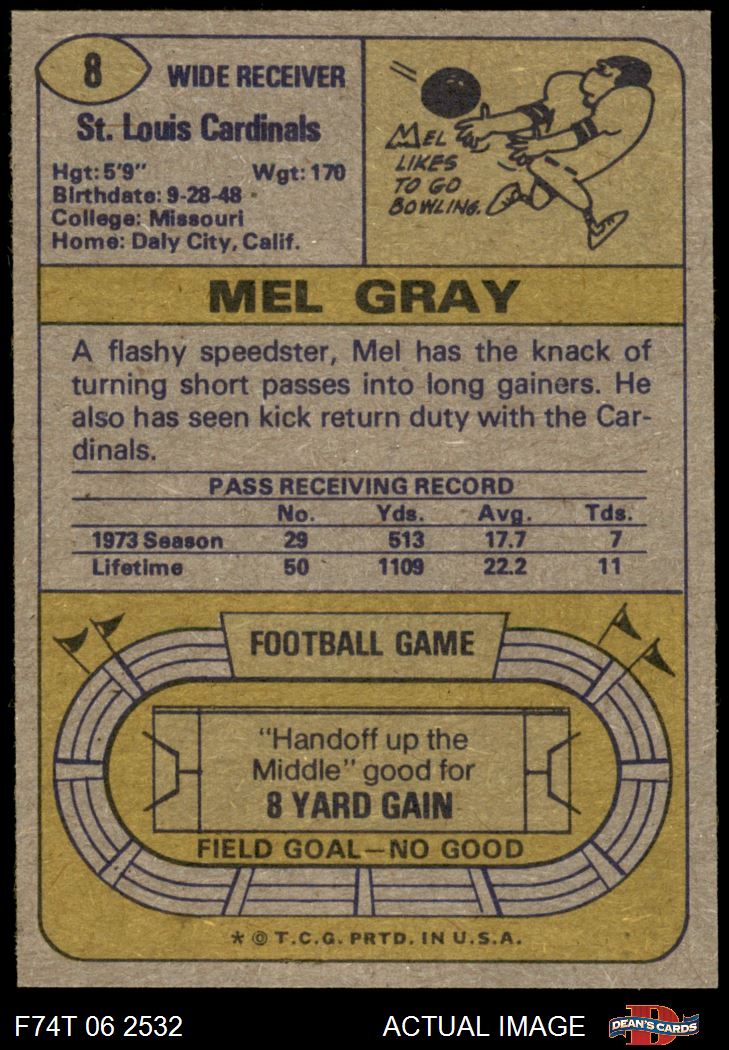 8
WIDE RECEIVER
St. Louis Cardinals
Hgt: 5'9" Wgt: 170
Birthdate: 9-28-48
College: Missouri
Home: Daly City, Calif.
MEL
LIKES
TO GO
BOWLING.
MEL GRAY
A flashy speedster, Mel has the knack of
turning short passes into long gainers. He
also has seen kick return duty with the Car-
dinals.
PASS RECEIVING RECORD
No. Yds. Avg. Tds.
1973 Season 29 513 17.7 7
Lifetime 50 1109 22.2 11
FOOTBALL GAME
"Handoff up the
Middle" good for
8 YARD GAIN
FIELD GOAL—NO GOOD
* © T.C.G. PRTD. IN U.S.A.
F74T 06 2532 ACTUAL IMAGE
D
DEAN'S CARDS